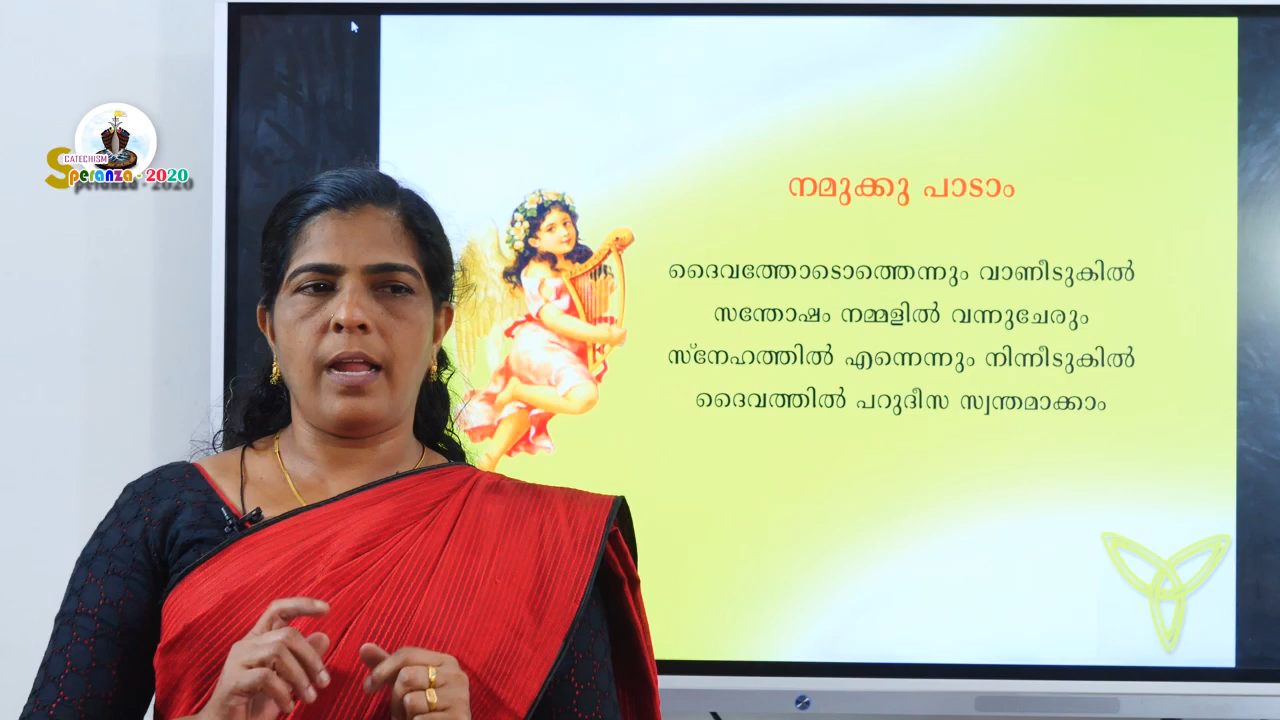 CATECHISM
Speranza - 2020
നമുക്കു പാടാം
ദൈവത്തോടൊത്തെന്നും വാണീടുകിൽ
സന്തോഷം നമ്മളിൽ വന്നുചേരും
സ്നേഹത്തിൽ എന്നെന്നും നിന്നീടുകിൽ
ദൈവത്തിൽ പറുദീസ സ്വന്തമാക്കാം